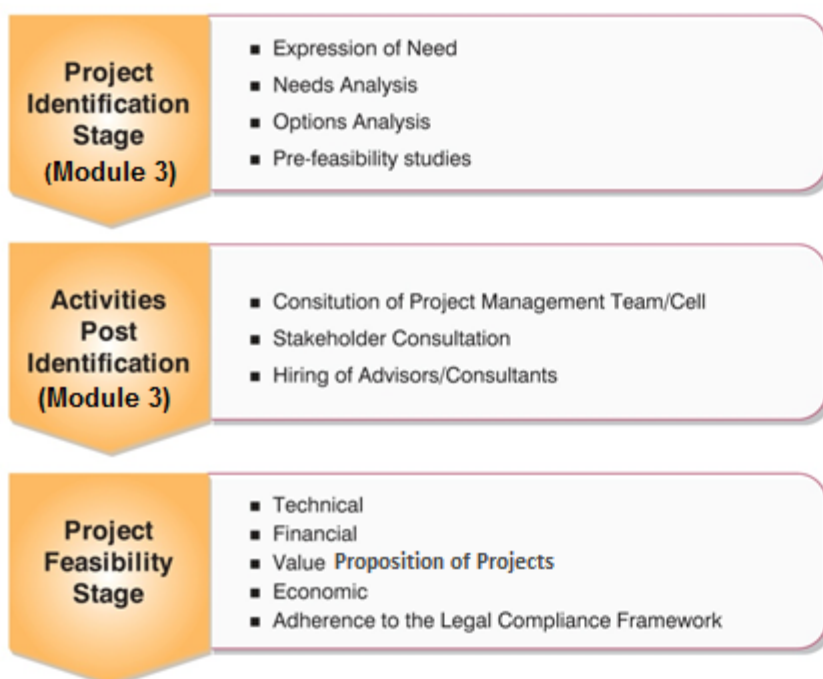 Project
Identification
Stage
(Module 3)
■ Expression of Need
■ Needs Analysis
■ Options Analysis
■ Pre-feasibility studies
Activities
Post
Identification
(Module 3)
■ Consitution of Project Management Team/Cell
■ Stakeholder Consultation
■ Hiring of Advisors/Consultants
Project
Feasibility
Stage
■ Technical
■ Financial
■ Value Proposition of Projects
■ Economic
■ Adherence to the Legal Compliance Framework